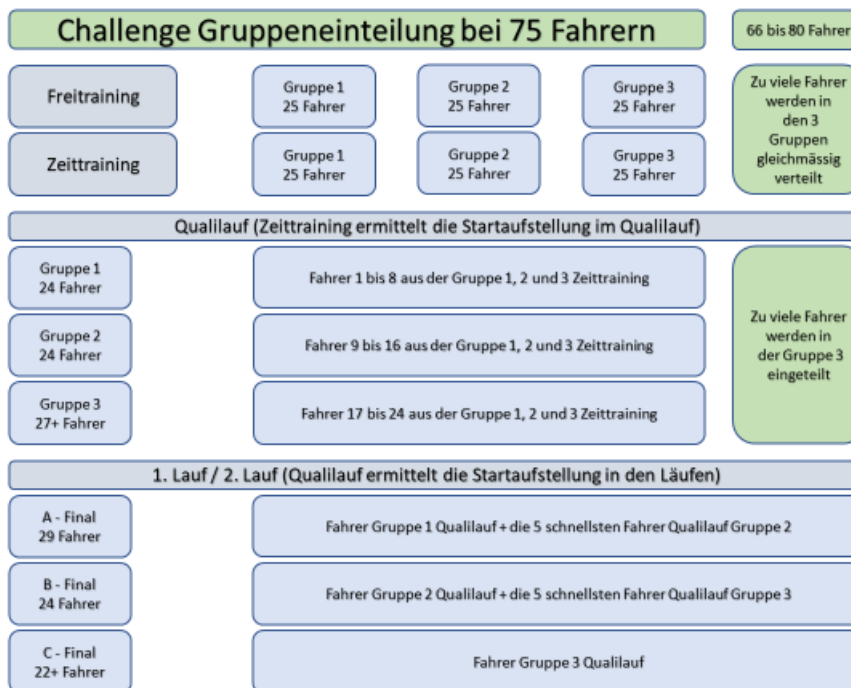 Challenge Gruppeneinteilung bei 75 Fahrern
66 bis 80 Fahrer
Freitraining
Gruppe 1
25 Fahrer
Gruppe 2
25 Fahrer
Gruppe 3
25 Fahrer
Zu viele Fahrer
werden in
den 3
Gruppen
gleichmässig
verteilt
Zeittraining
Gruppe 1
25 Fahrer
Gruppe 2
25 Fahrer
Gruppe 3
25 Fahrer
Qualilauf (Zeittraining ermittelt die Startaufstellung im Qualilauf)
Gruppe 1
24 Fahrer
Fahrer 1 bis 8 aus der Gruppe 1, 2 und 3 Zeittraining
Zu viele Fahrer
werden in
der Gruppe 3
eingeteilt
Gruppe 2
24 Fahrer
Fahrer 9 bis 16 aus der Gruppe 1, 2 und 3 Zeittraining
Gruppe 3
27+ Fahrer
Fahrer 17 bis 24 aus der Gruppe 1, 2 und 3 Zeittraining
1. Lauf / 2. Lauf (Qualilauf ermittelt die Startaufstellung in den Läufen)
A - Final
29 Fahrer
Fahrer Gruppe 1 Qualilauf + die 5 schnellsten Fahrer Qualilauf Gruppe 2
B - Final
24 Fahrer
Fahrer Gruppe 2 Qualilauf + die 5 schnellsten Fahrer Qualilauf Gruppe 3
C - Final
22+ Fahrer
Fahrer Gruppe 3 Qualilauf